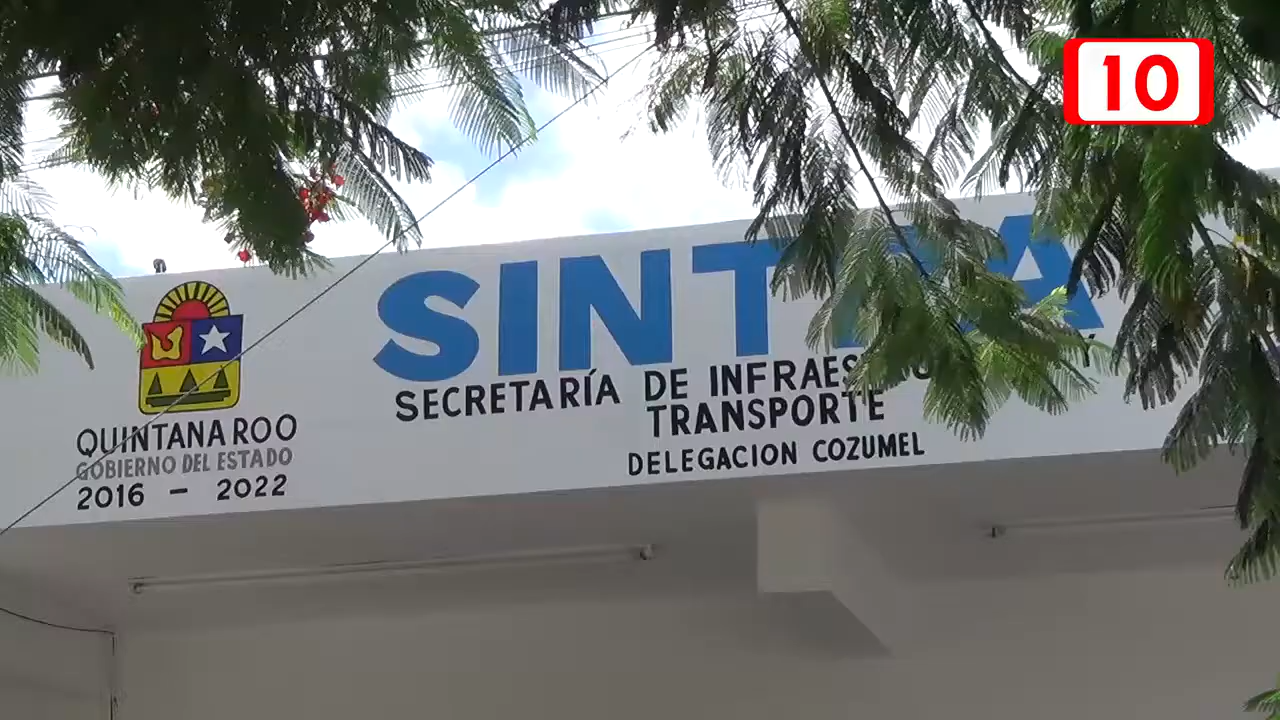 10
SINT
SECRETARÍA DE INFRAES
TRANSPORTE
DELEGACION COZUMEL
QUINTANA ROO
GOBIERNO DEL ESTADO
2016 - 2022